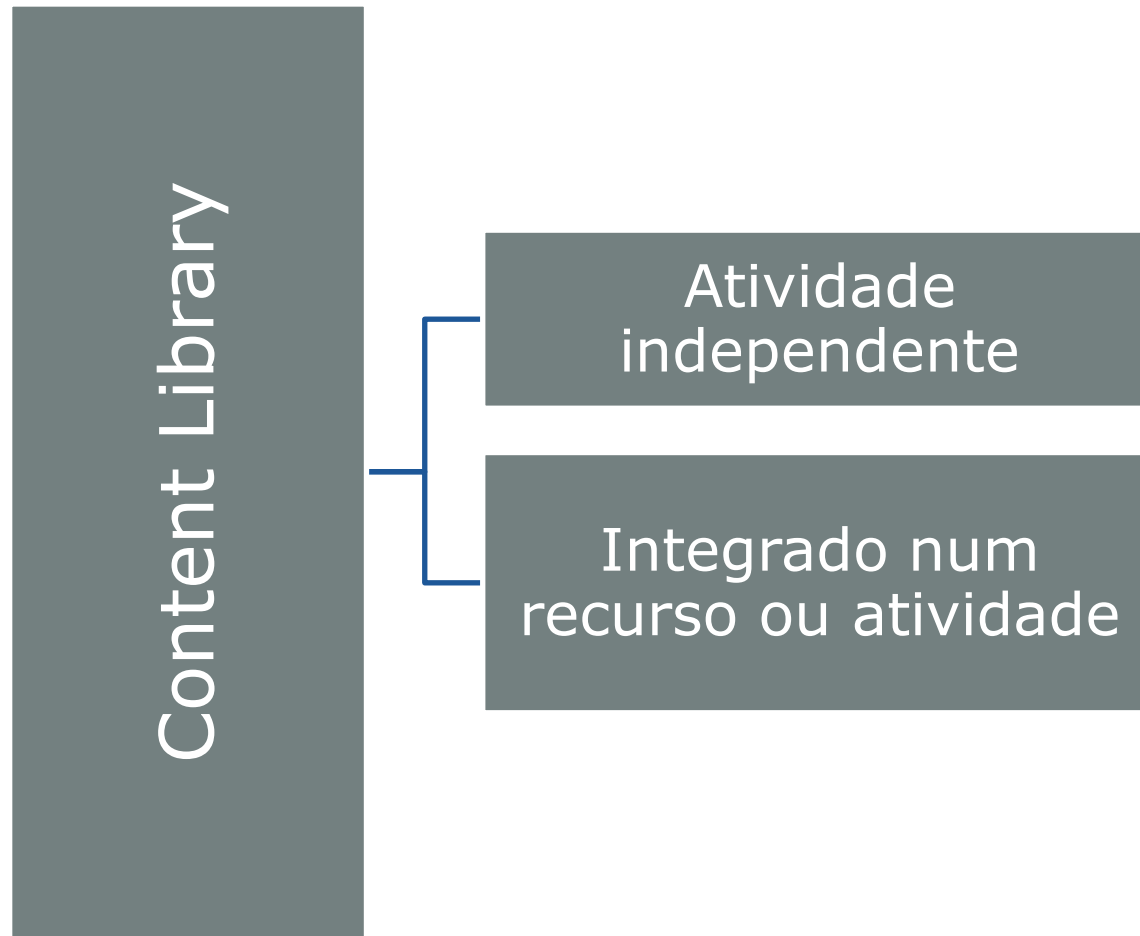 Content Library
Atividade
independente
Integrado num
recurso ou atividade